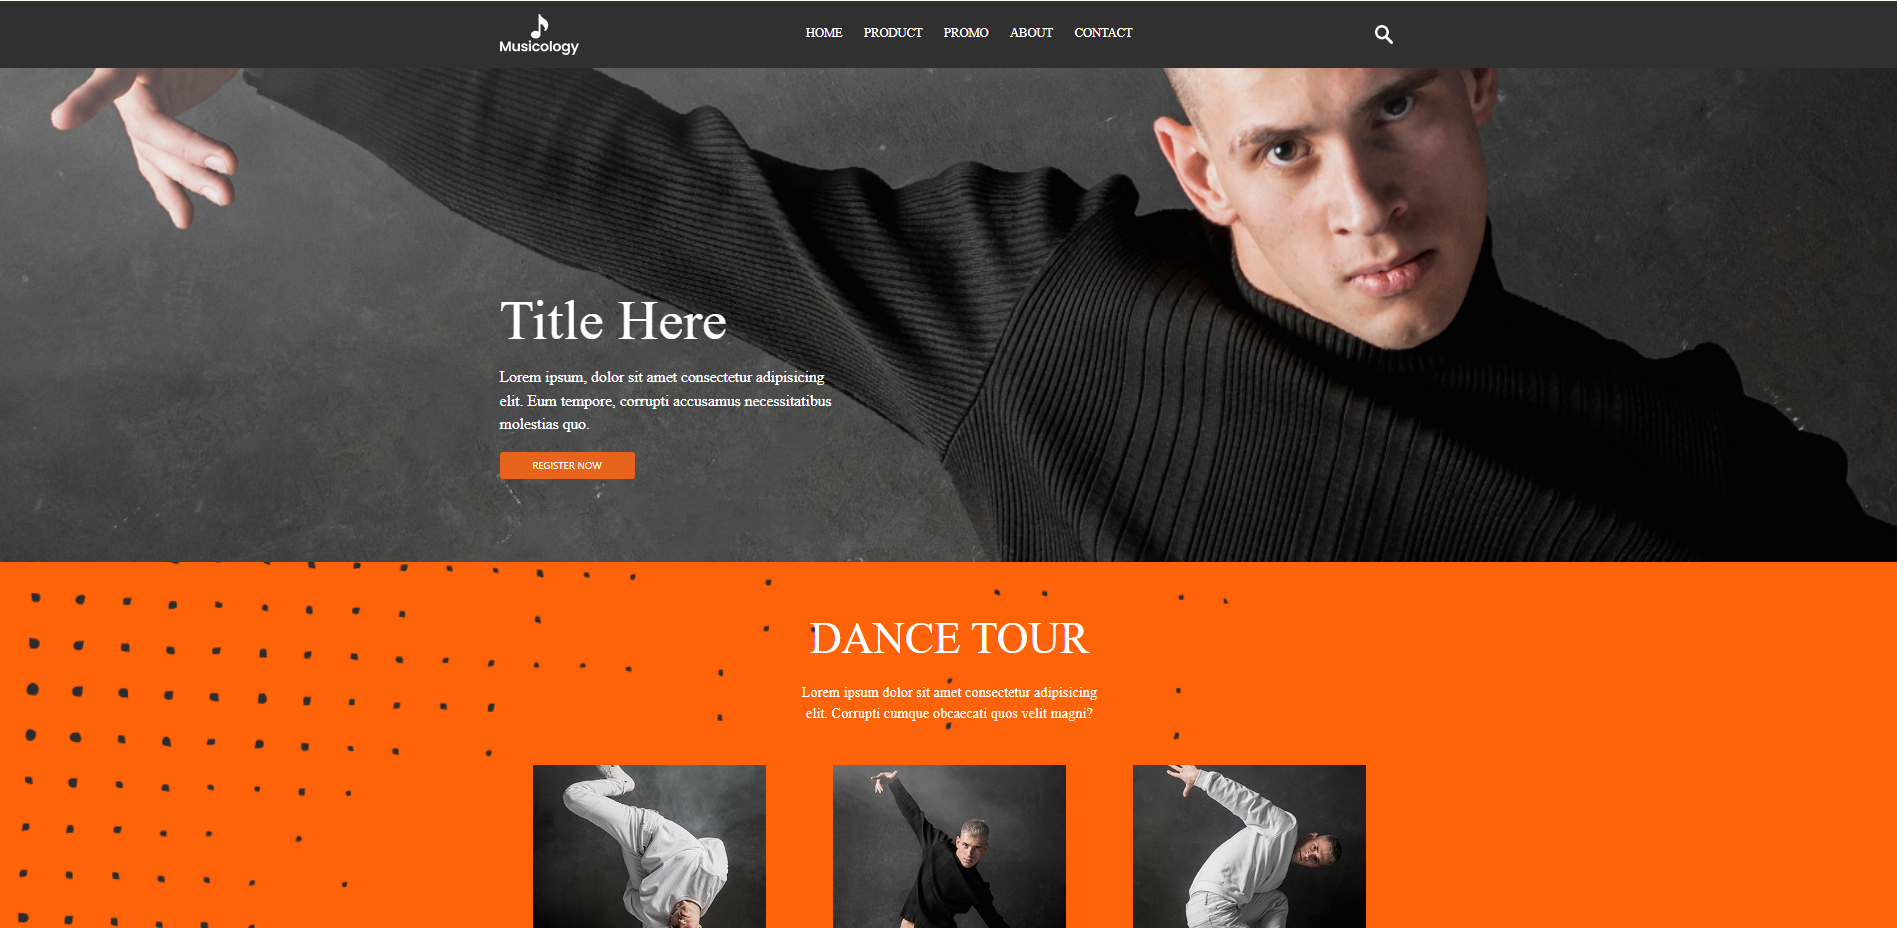 Musicology
HOME PRODUCT PROMO ABOUT CONTACT
Title Here
Lorem ipsum, dolor sit amet consectetur adipisicing
elit. Eum tempore, corrupti accusamus necessitatibus
molestias quo.
REGISTER NOW
DANCE TOUR
Lorem ipsum dolor sit amet consectetur adipisicing
elit. Corrupti cumque obcaecati quos velit magni?